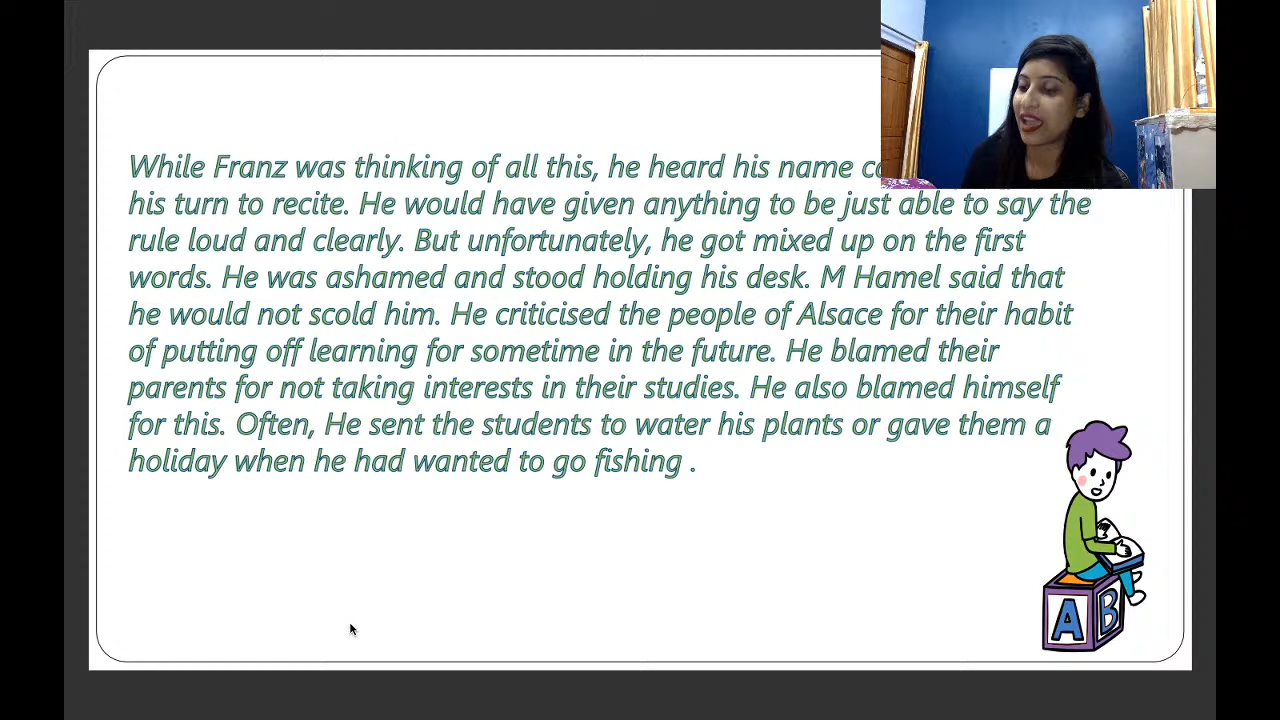 While Franz was thinking of all this, he heard his name
his turn to recite. He would have given anything to be just able to say the
rule loud and clearly. But unfortunately, he got mixed up on the first
words. He was ashamed and stood holding his desk. M Hamel said that
he would not scold him. He criticised the people of Alsace for their habit
of putting off learning for sometime in the future. He blamed their
parents for not taking interests in their studies. He also blamed himself
for this. Often, He sent the students to water his plants or gave them a
holiday when he had wanted to go fishing .
A B